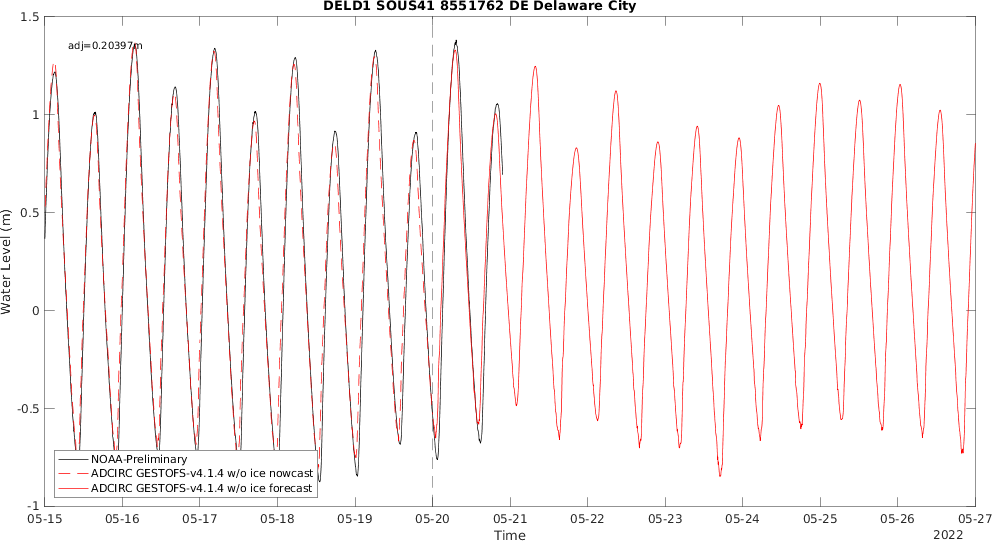 DELD1 SOUS41 8551762 DE Delaware City
adj=0.20397m
Water Level (m)
1.5
1
0.5
0
-0.5
-1
NOAA-Preliminary
ADCIRC GESTOFS-v4.1.4 w/o ice nowcast
ADCIRC GESTOFS-v4.1.4 w/o ice forecast
05-15 05-16 05-17 05-18 05-19 05-20 05-21 05-22 05-23 05-24 05-25 05-26 05-27
Time
2022